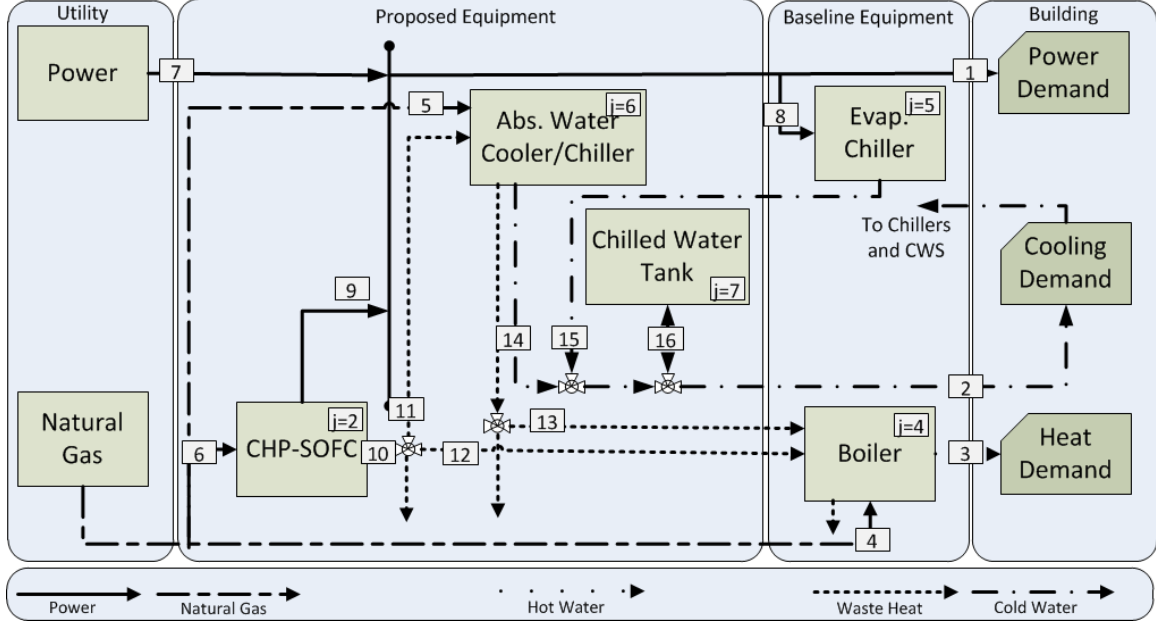 Utility
Proposed Equipment
Baseline Equipment
Building
Power
7
1
Power
Demand
5
j=6
Abs. Water
Cooler/Chiller
8
j=5
Evap.
Chiller
To Chillers
and CWS
Chilled Water
Tank
j=7
Cooling
Demand
9
14
15
16
2
Natural
Gas
6
j=2
CHP-SOFC
10
11
12
13
j=4
Boiler
3
Heat
Demand
4
Power
Natural Gas
Hot Water
Waste Heat
Cold Water